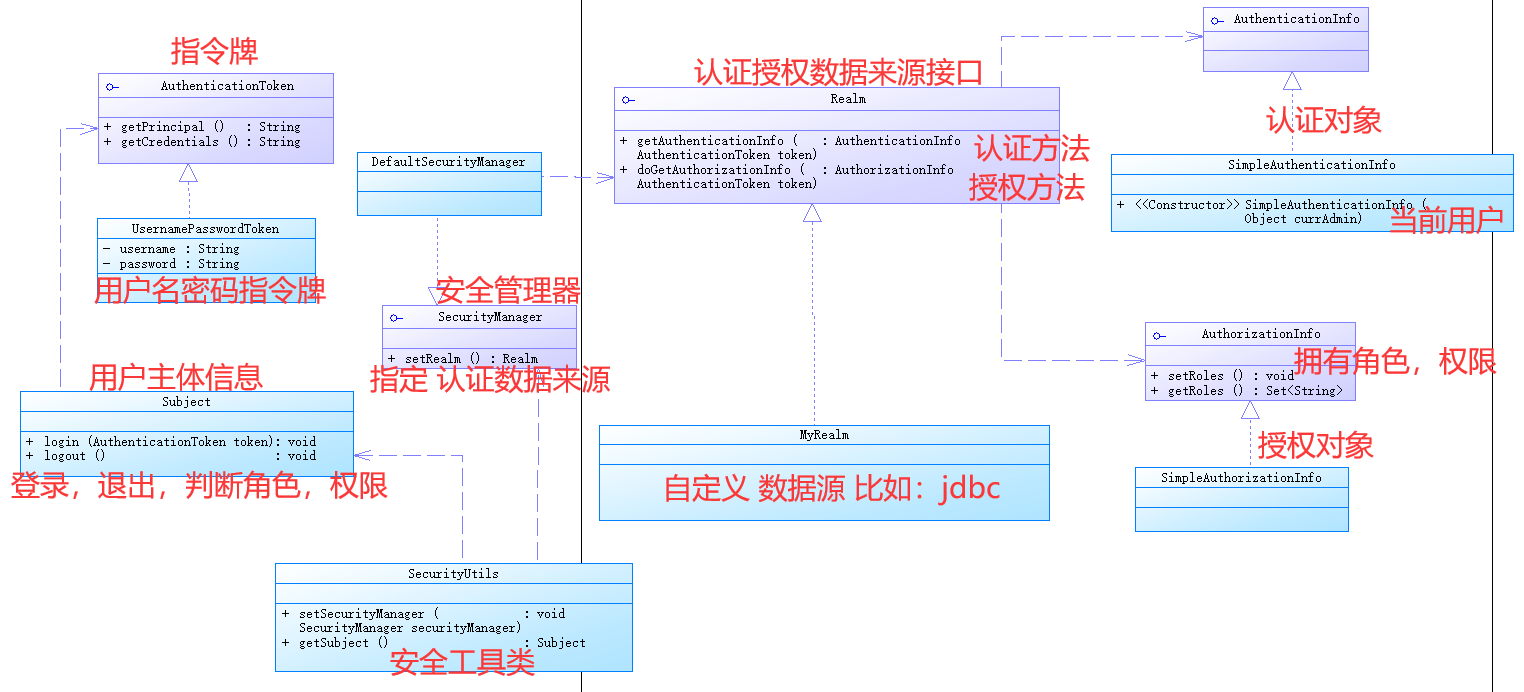 指令牌
AuthenticationToken
+ getPrincipal () : String
+ getCredentials () : String
UsernamePasswordToken
- username : String
- password : String
用户名密码指令牌
用户主体信息
Subject
+ login (AuthenticationToken token): void
+ logout () : void
登录，退出，判断角色，权限
DefaultSecurityManager
安全管理器
SecurityManager
+ setRealm () : Realm
指定 认证数据来源
SecurityUtils
+ setSecurityManager ( : void
SecurityManager securityManager)
+ getSubject () : Subject
安全工具类
认证授权数据来源接口
Realm
+ getAuthenticationInfo ( : AuthenticationInfo
AuthenticationToken token)
+ doGetAuthorizationInfo ( : AuthorizationInfo
AuthenticationToken token)
认证方法
授权方法
MyRealm
自定义 数据源 比如：jdbc
AuthenticationInfo
认证对象
SimpleAuthenticationInfo
+ <<Constructor>> SimpleAuthenticationInfo (
Object currAdmin)
当前用户
AuthorizationInfo
+ setRoles () : void
+ getRoles () : Set<String>
拥有角色，权限
授权对象
SimpleAuthorizationInfo